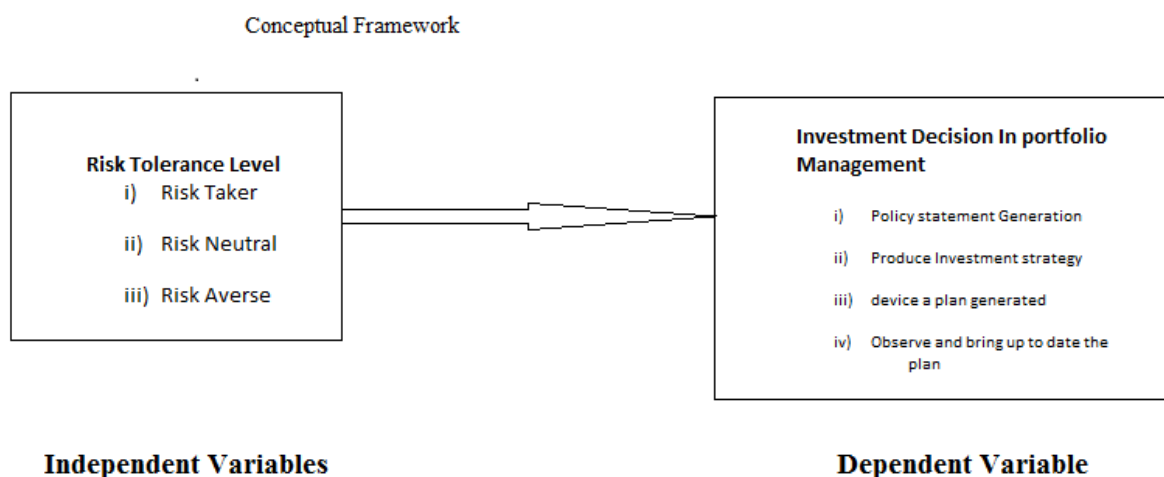 Conceptual Framework
Risk Tolerance Level
i) Risk Taker
ii) Risk Neutral
iii) Risk Averse
Investment Decision In portfolio
Management
i) Policy statement Generation
ii) Produce Investment strategy
iii) device a plan generated
iv) Observe and bring up to date the
plan
Independent Variables
Dependent Variable